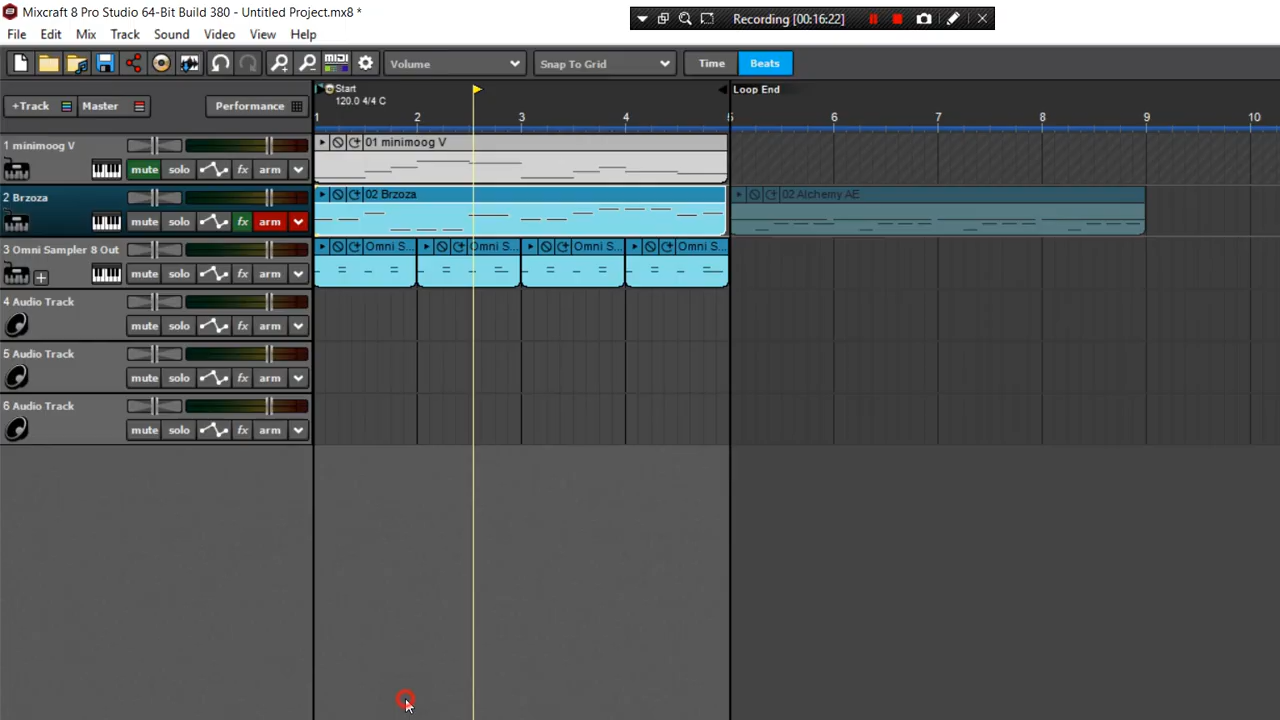 Mixcraft 8 Pro Studio 64-Bit Build 380 - Untitled Project.mx8 *
Recording [00:16:22]
File Edit Mix Track Sound Video View Help
MIDI Volume Snap To Grid Time Beats
+Track Master Performance
Start
120.0 4/4 C
Loop End
1 2 3 4 5 6 7 8 9 10
1 minimoog V
mute solo fx arm
01 minimoog V
2 Brzoza
mute solo fx arm
02 Brzoza
02 Alchemy AE
3 Omni Sampler 8 Out
mute solo fx arm
Omni S... Omni S... Omni S... Omni S...
4 Audio Track
mute solo fx arm
5 Audio Track
mute solo fx arm
6 Audio Track
mute solo fx arm